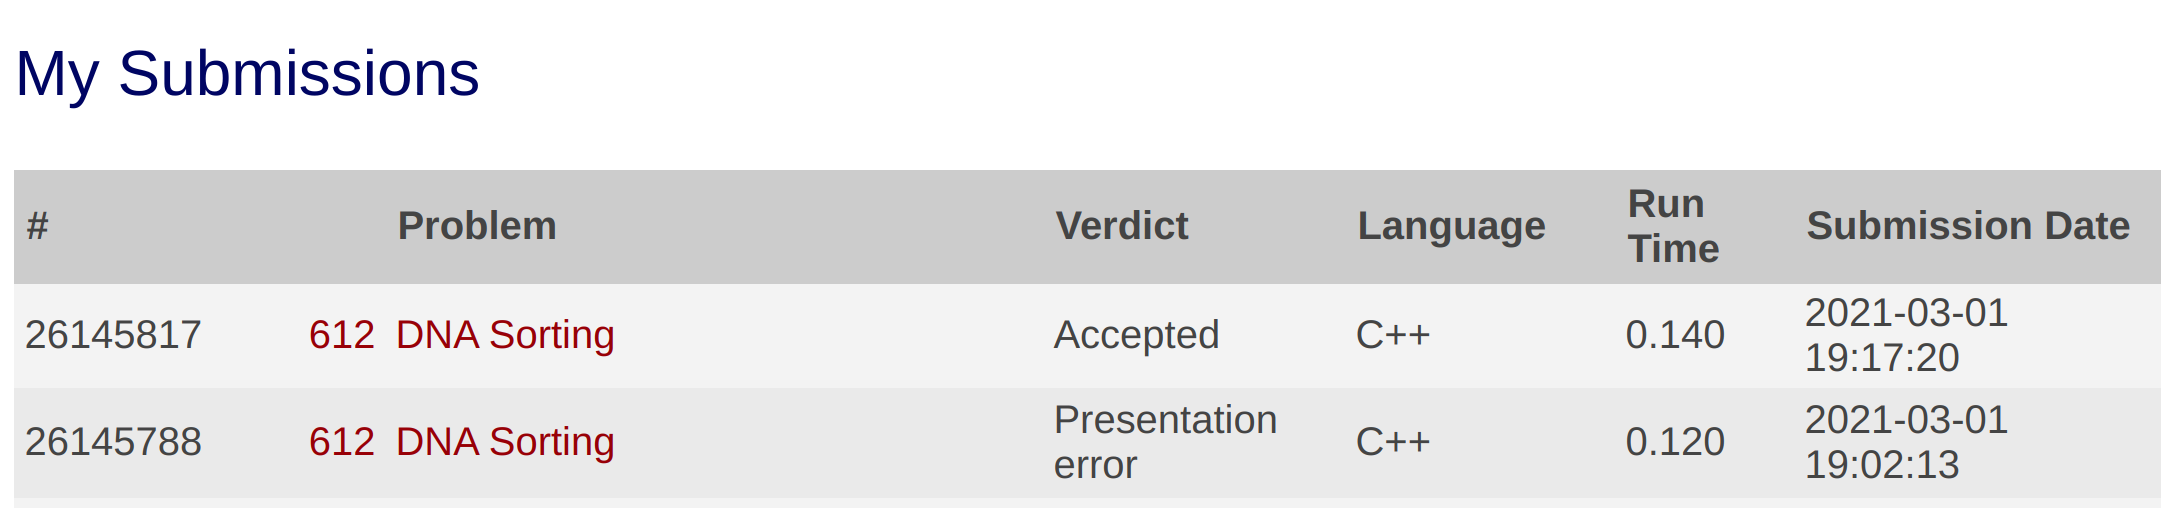 My Submissions
# Problem Verdict Language Run Time Submission Date
26145817 612 DNA Sorting Accepted C++ 0.140 2021-03-01 19:17:20
26145788 612 DNA Sorting Presentation error C++ 0.120 2021-03-01 19:02:13